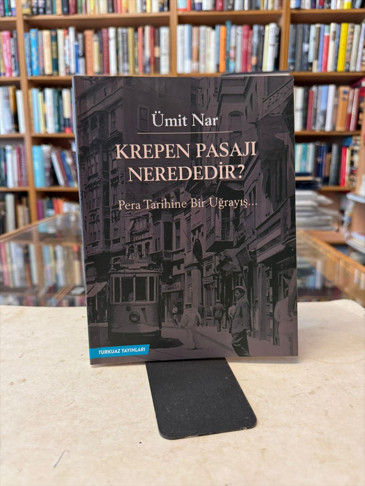 Ümit Nar
KREPEN PASAJI
NEREDEDİR?
Pera Tarihine Bir Uğrayış...
TURKUAZ YAYINLARI